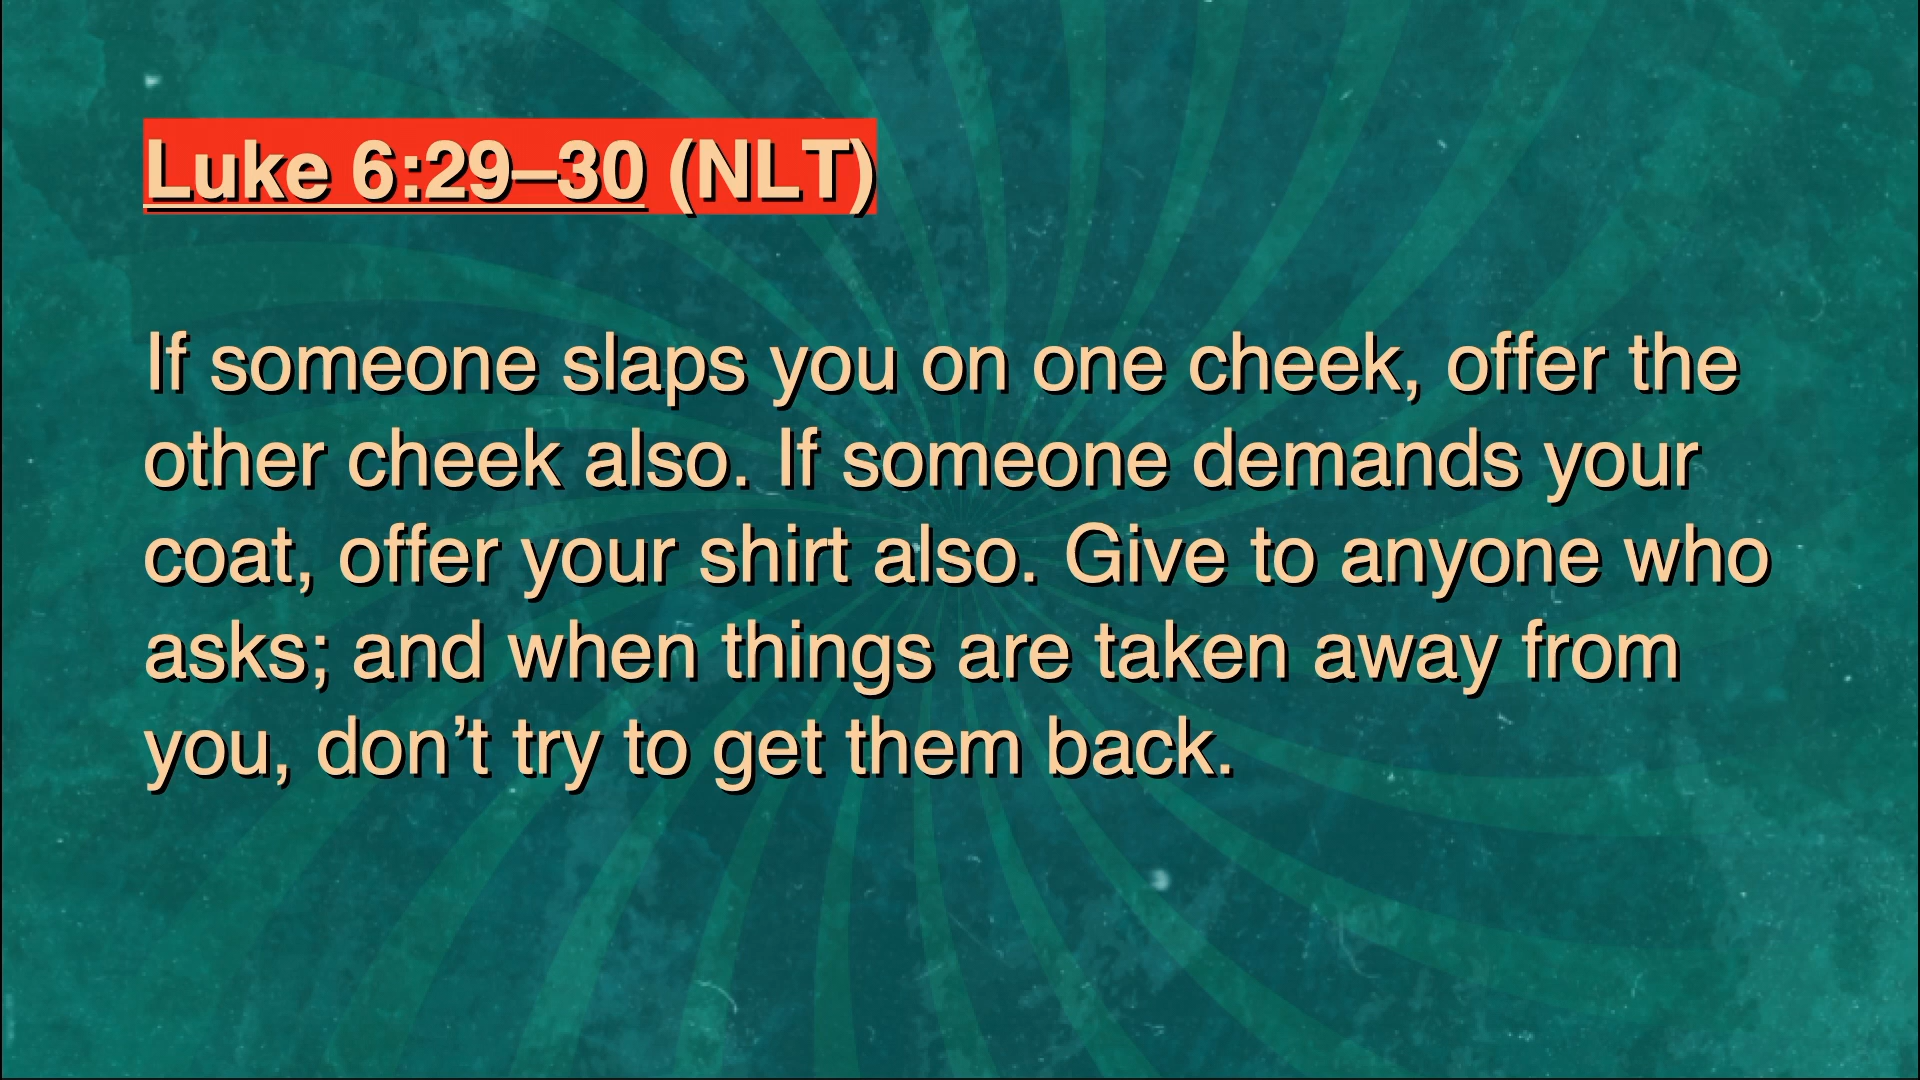 Luke 6:29–30 (NLT)
If someone slaps you on one cheek, offer the
other cheek also. If someone demands your
coat, offer your shirt also. Give to anyone who
asks; and when things are taken away from
you, don’t try to get them back.